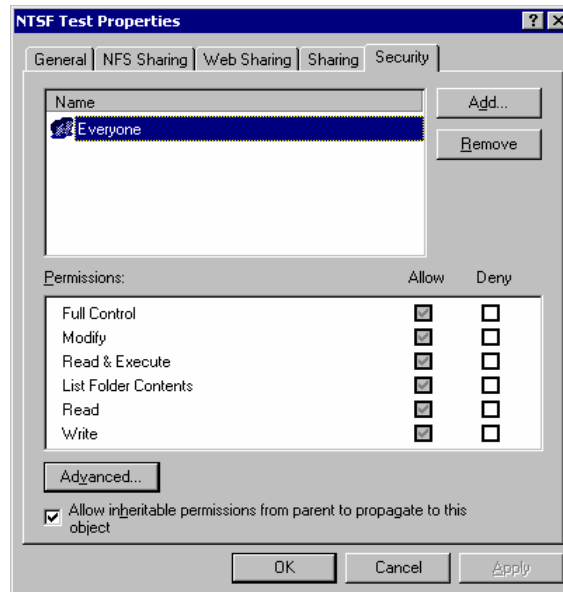 NTSF Test Properties
General NFS Sharing Web Sharing Sharing Security
Name
Everyone
Add...
Remove
Permissions: Allow Deny
Full Control
Modify
Read & Execute
List Folder Contents
Read
Write
Advanced...
Allow inheritable permissions from parent to propagate to this
object
OK Cancel Apply